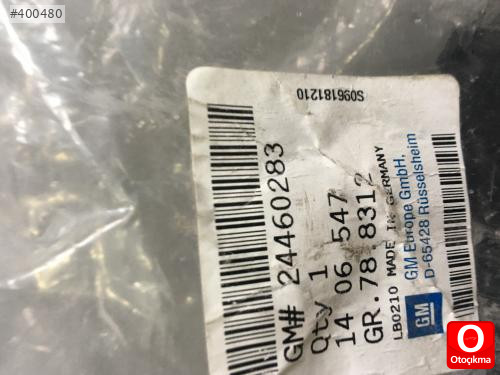 #400480
S096181210
GM# 24460283
Qty 1
14 06 547
GR.78.8312
LB0210 MADE IN GERMANY
GM Europe GmbH.
D-65428 Rüsselsheim
GM
O
Otoçıkma